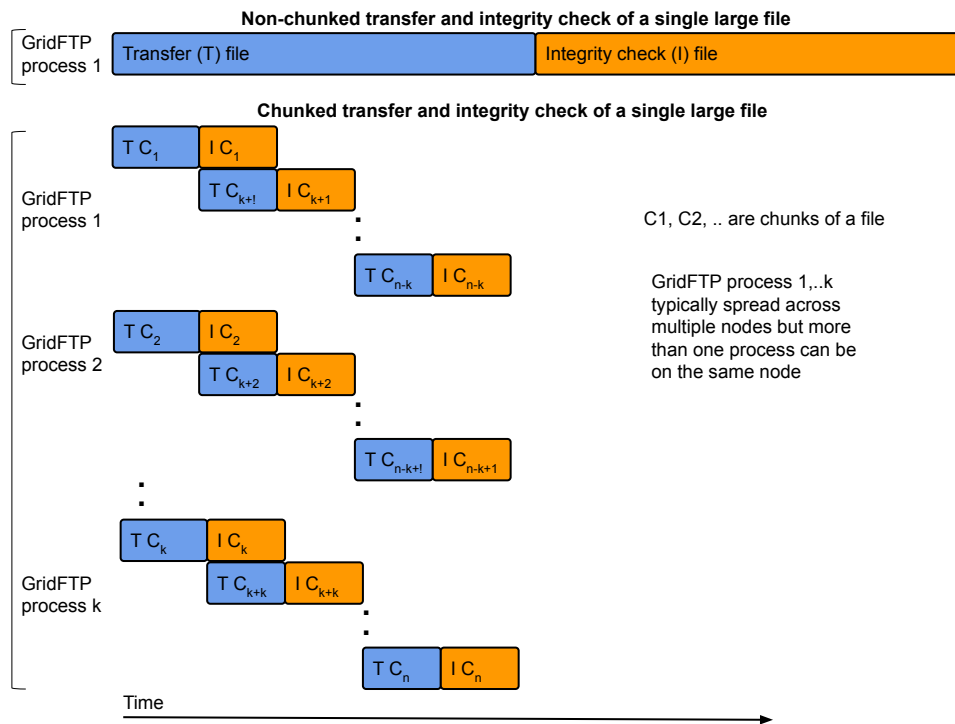 Non-chunked transfer and integrity check of a single large file
GridFTP
process 1
Transfer (T) file
Integrity check (I) file
Chunked transfer and integrity check of a single large file
GridFTP
process 1
T C1
I C1
T C​k+!
I Ck+1
:
T Cn-k
I Cn-k
C1, C2, .. are chunks of a file
GridFTP process 1,..k
typically spread across
multiple nodes but more
than one process can be
on the same node
GridFTP
process 2
T C2
I C2
T Ck+2
I Ck+2
:
T Cn-k+!
I Cn-k+1
:
GridFTP
process k
T Ck
I Ck
T Ck+k
I Ck+k
:
T Cn
I Cn
Time